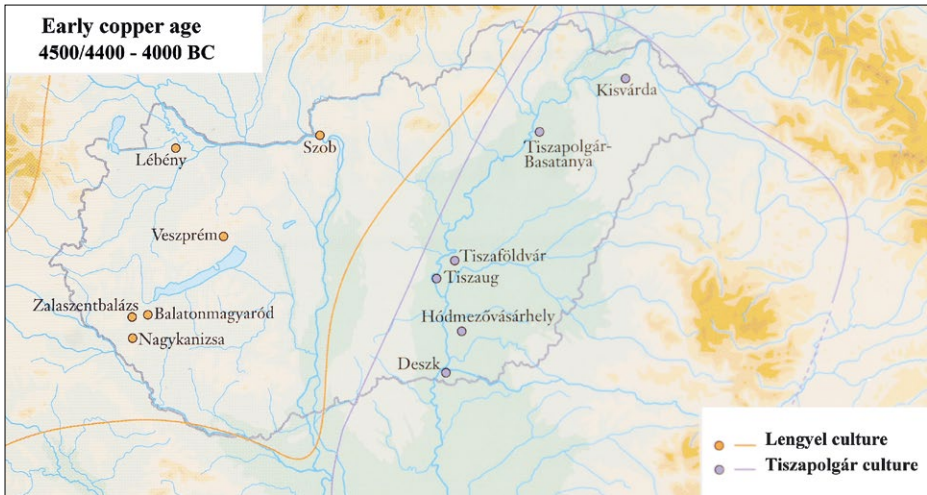 Early copper age
4500/4400 - 4000 BC
Kisvárda
Szob
Tiszapolgár-
Basatanya
Lébény
Veszprém
Tiszaföldvár
Tiszaug
Zalaszentbalázs
Balatonmagyaród
Hódmezővásárhely
Nagykanizsa
Deszk
Lengyel culture
Tiszapolgár culture